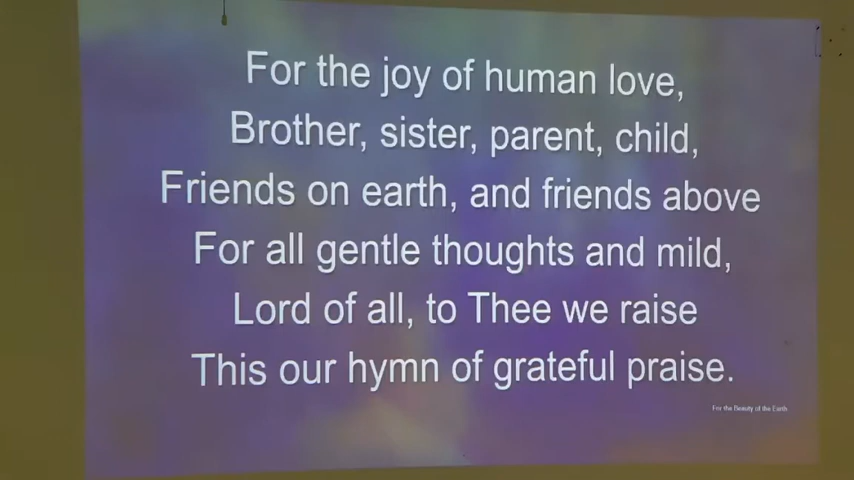 For the joy of human love,
Brother, sister, parent, child,
Friends on earth, and friends above
For all gentle thoughts and mild,
Lord of all, to Thee we raise
This our hymn of grateful praise.
For the Beauty of the Earth